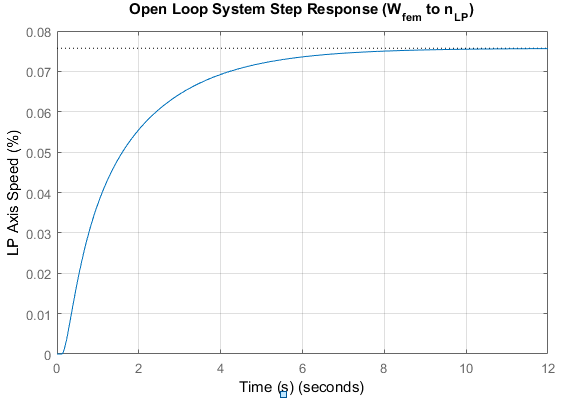 Open Loop System Step Response (W_fem to n_LP)
0.08
0.07
0.06
0.05
0.04
0.03
0.02
0.01
0
LP Axis Speed (%)
0 2 4 6 8 10 12
Time (s) (seconds)